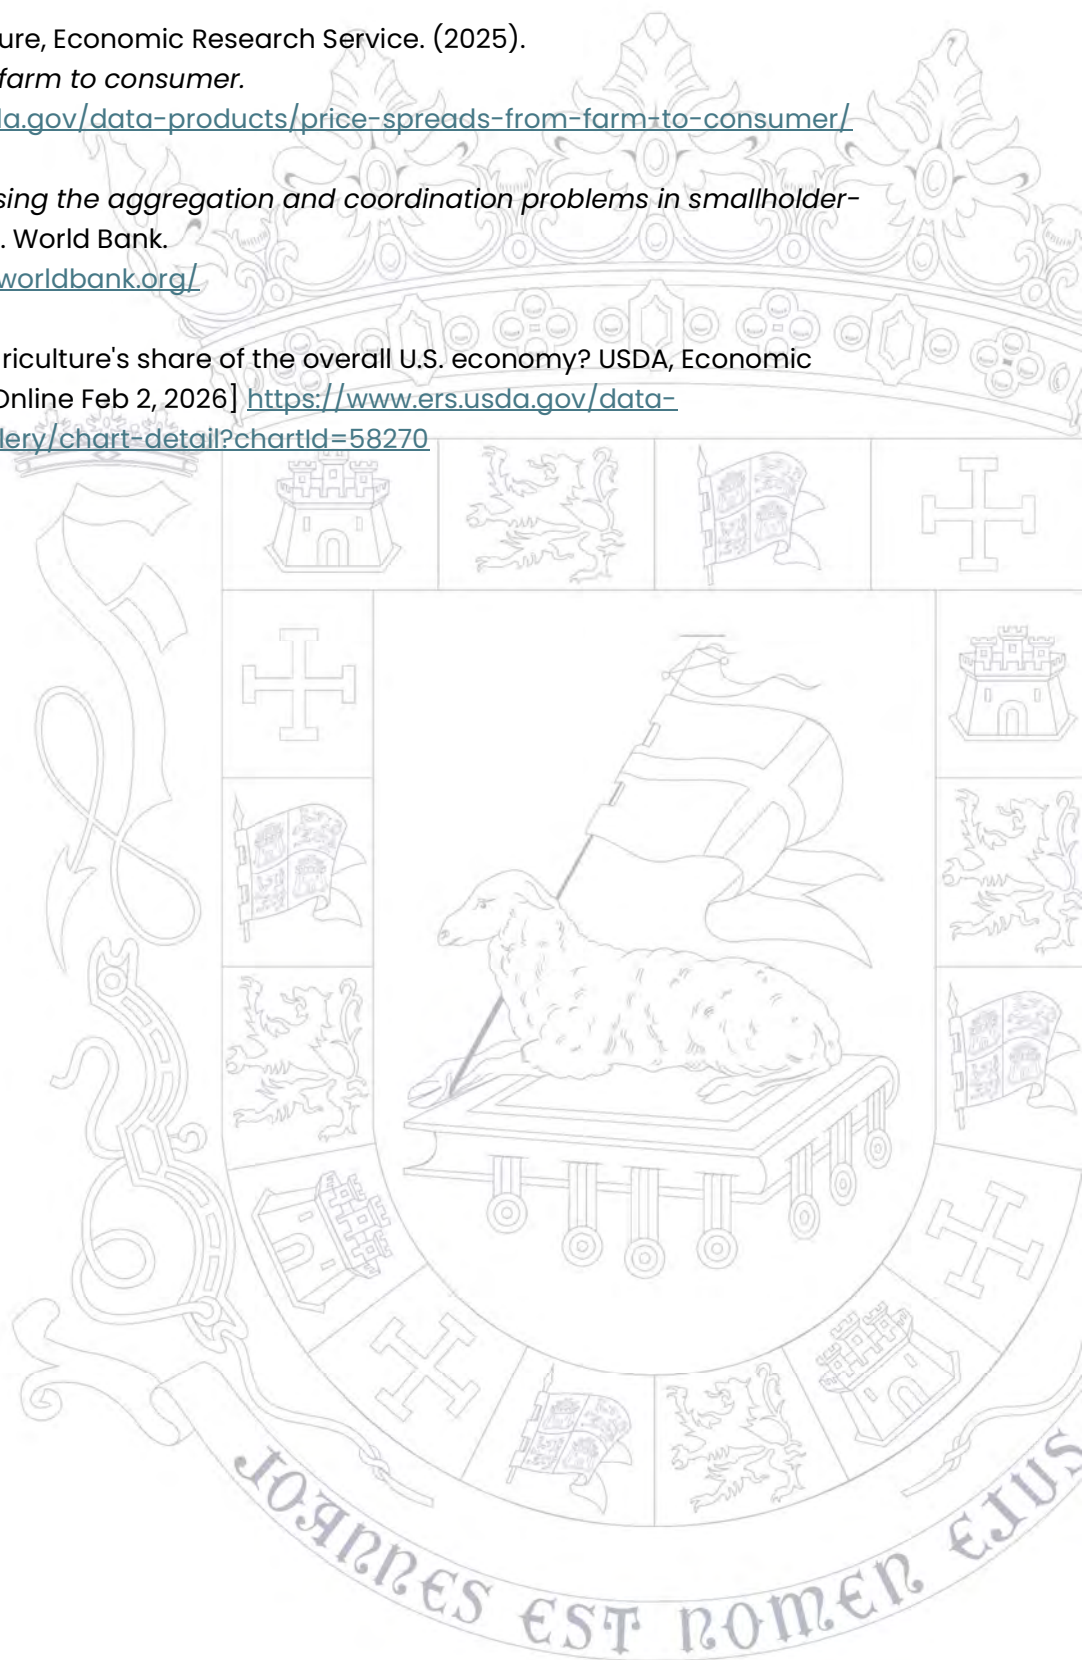 ure, Economic Research Service. (2025).
farm to consumer.
la.gov/data-products/price-spreads-from-farm-to-consumer/
sing the aggregation and coordination problems in smallholder-
. World Bank.
worldbank.org/
riculture's share of the overall U.S. economy? USDA, Economic
Online Feb 2, 2026] https://www.ers.usda.gov/data-
lery/chart-detail?chartId=58270
JOANNES EST NOMEN EJUS